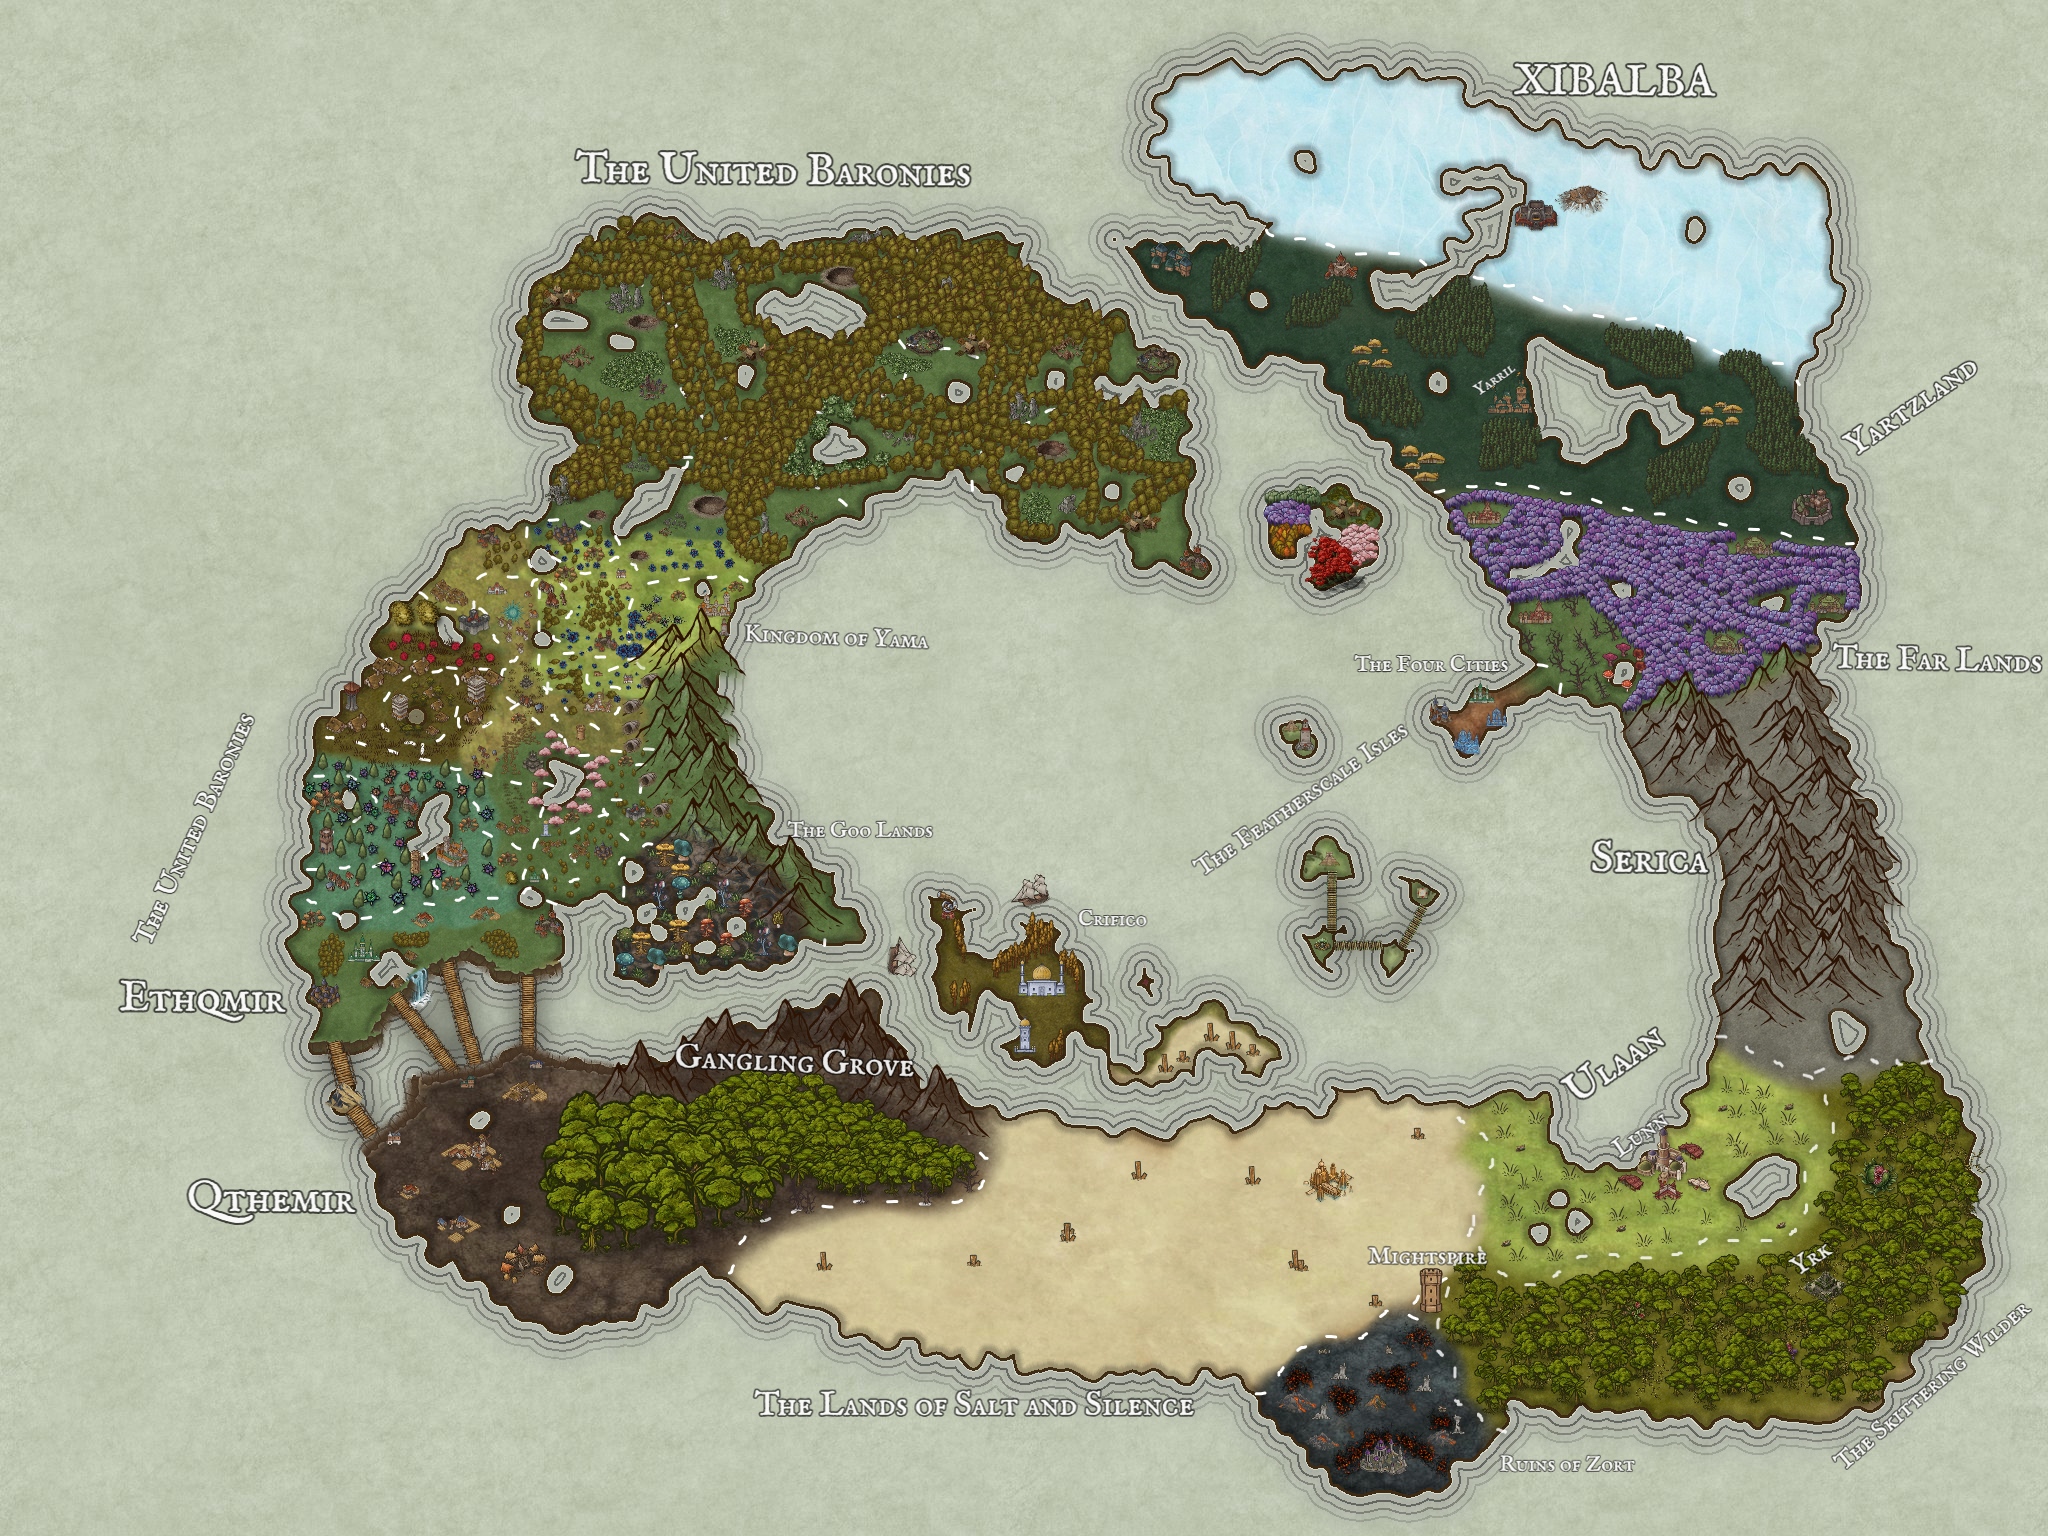 XIBALBA
The United Baronies
Yarril
Yartzland
Kingdom of Yama
The Four Cities
The Far Lands
The United Baronies
The Goo Lands
The Featherscale Isles
Serica
Crifico
Ethqmir
Gangling Grove
Ulaan
Lunn
Qthemir
Mightspire
Yrk
The Lands of Salt and Silence
The Skittering Wilder
Ruins of Zort